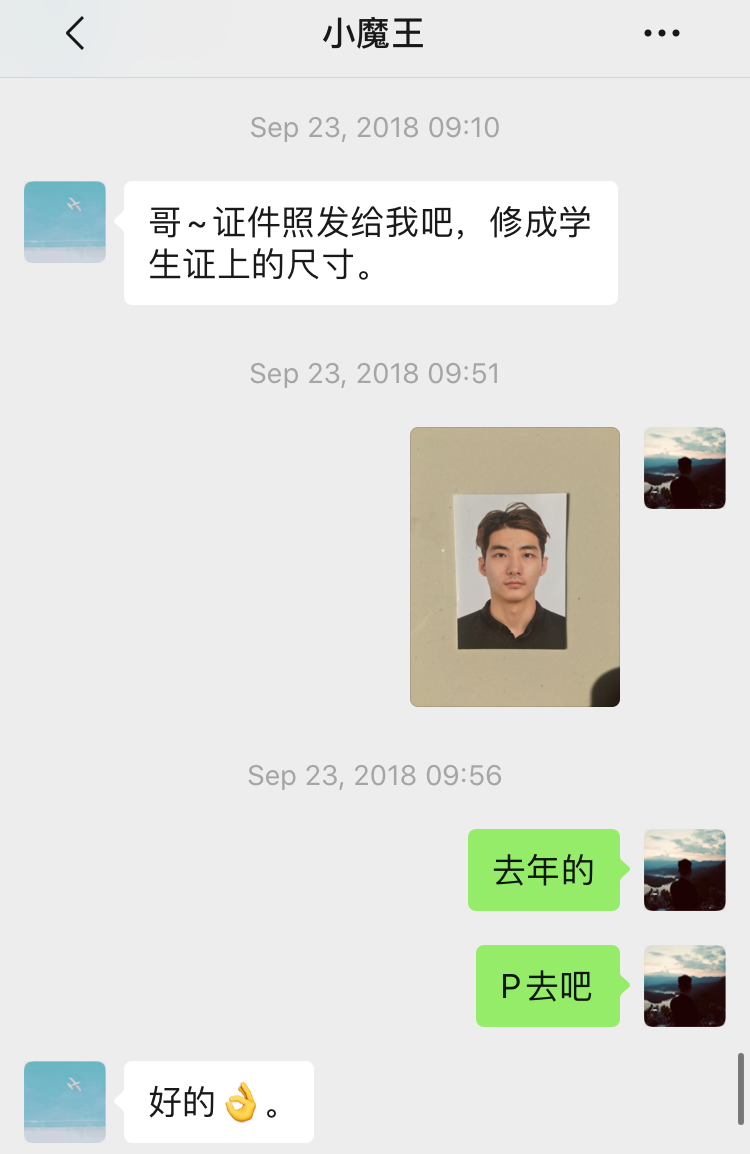 小魔王
Sep 23, 2018 09:10
哥~证件照发给我吧，修成学
生证上的尺寸。
Sep 23, 2018 09:51
Sep 23, 2018 09:56
去年的
P去吧
好的👌。